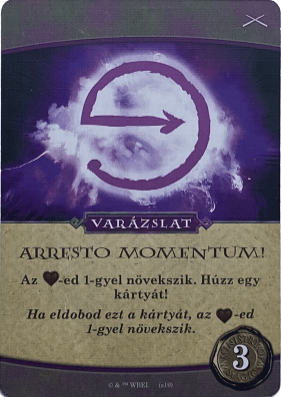 VARÁZSLAT
ARRESTO MOMENTUM!
Az ♥-ed 1-gyel növekszik. Húzz egy
kártyát!
Ha eldobod ezt a kártyát, az ♥-ed
1-gyel növekszik.
3
© & ™ WBEI. (s19)